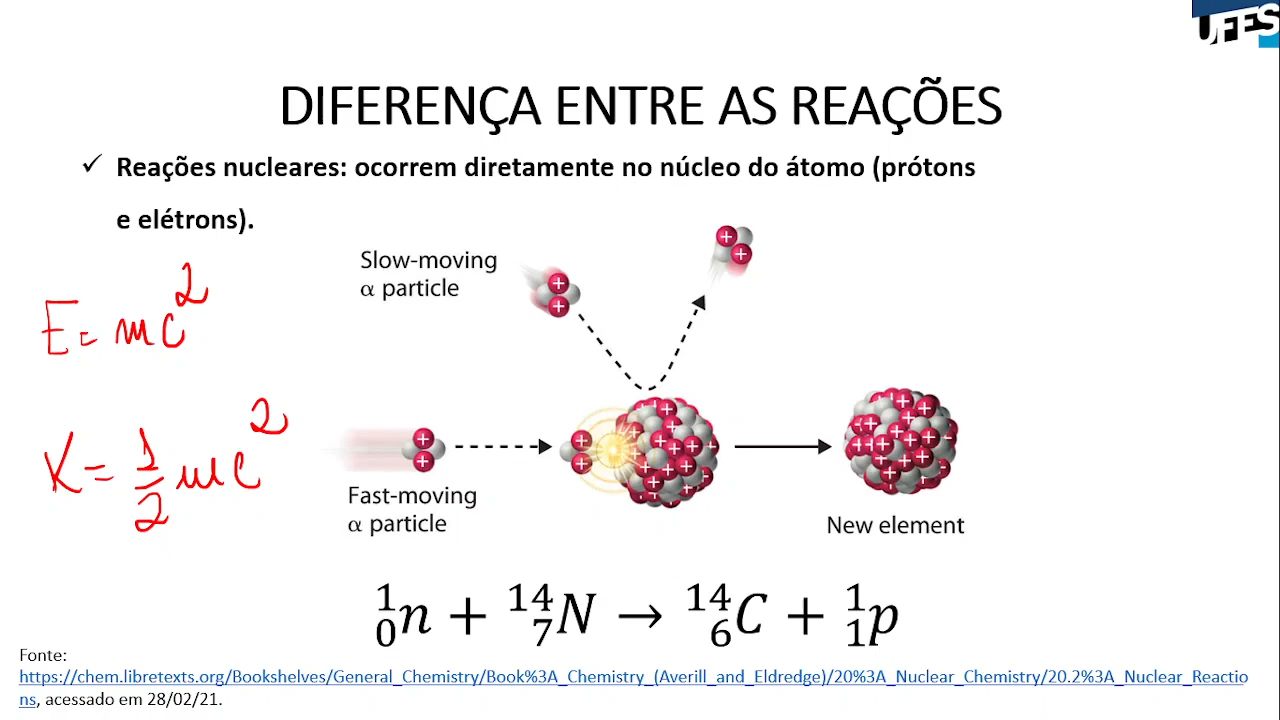 UFES
DIFERENÇA ENTRE AS REAÇÕES
✓ Reações nucleares: ocorrem diretamente no núcleo do átomo (prótons
e elétrons).
Slow-moving
α particle
E = mc²
K = 1/2 mc²
Fast-moving
α particle
New element
¹₀n + ¹⁴₇N → ¹⁴₆C + ¹₁p
Fonte:
https://chem.libretexts.org/Bookshelves/General_Chemistry/Book%3A_Chemistry_(Averill_and_Eldredge)/20%3A_Nuclear_Chemistry/20.2%3A_Nuclear_Reactio
ns, acessado em 28/02/21.